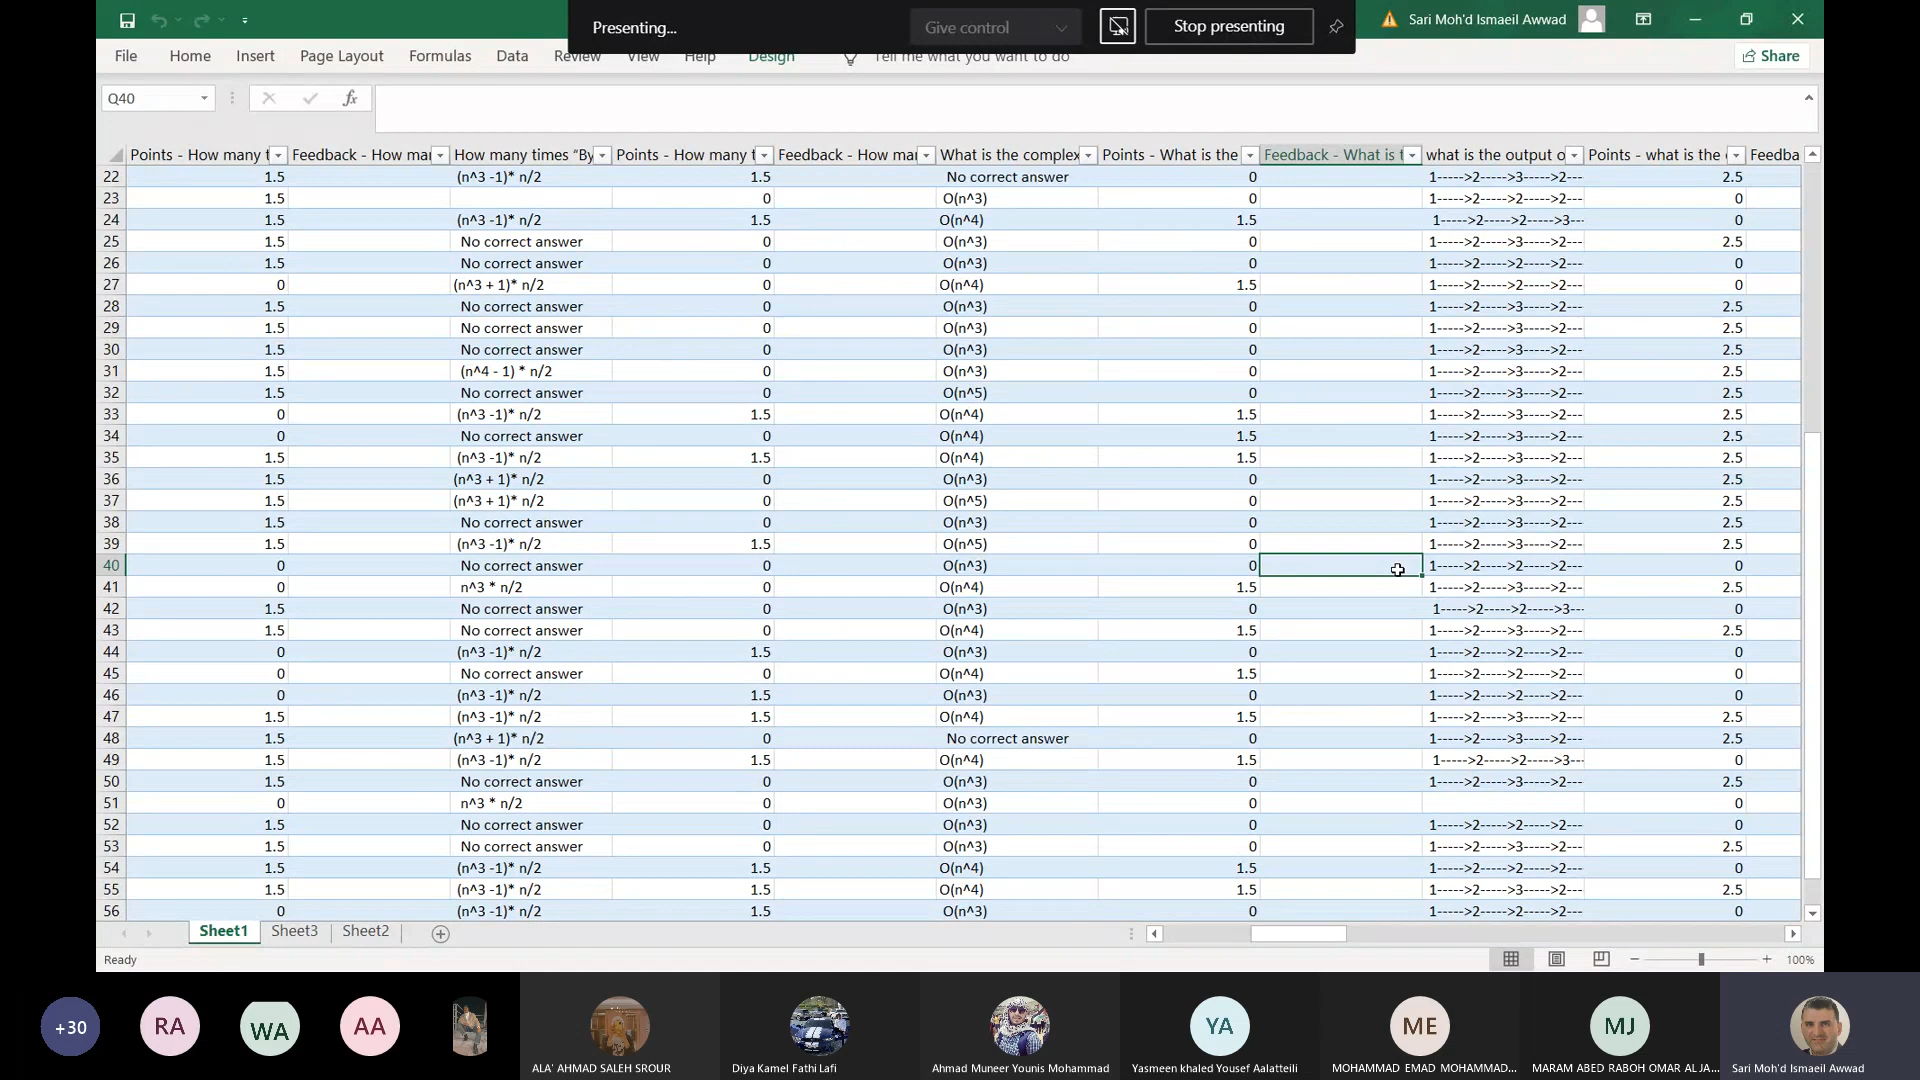 Presenting...
Give control
Stop presenting
Sari Moh'd Ismaeil Awwad
File Home Insert Page Layout Formulas Data Review View Help Design Tell me what you want to do
Share
Q40
fx
Points - How many t Feedback - How mar How many times "By Points - How many t Feedback - How mar What is the complex Points - What is the Feedback - What is t what is the output o Points - what is the Feedba
22 1.5 (n^3 -1)* n/2 1.5 No correct answer 0 1----->2----->3----->2--- 2.5
23 1.5 0 O(n^3) 0 1----->2----->2----->2--- 0
24 1.5 (n^3 -1)* n/2 1.5 O(n^4) 1.5 1----->2----->2----->3--- 0
25 1.5 No correct answer 0 O(n^3) 0 1----->2----->3----->2--- 2.5
26 1.5 No correct answer 0 O(n^3) 0 1----->2----->2----->2--- 0
27 0 (n^3 + 1)* n/2 0 O(n^4) 1.5 1----->2----->2----->2--- 0
28 1.5 No correct answer 0 O(n^3) 0 1----->2----->3----->2--- 2.5
29 1.5 No correct answer 0 O(n^3) 0 1----->2----->3----->2--- 2.5
30 1.5 No correct answer 0 O(n^3) 0 1----->2----->3----->2--- 2.5
31 1.5 (n^4 - 1) * n/2 0 O(n^3) 0 1----->2----->3----->2--- 2.5
32 1.5 No correct answer 0 O(n^5) 0 1----->2----->3----->2--- 2.5
33 0 (n^3 -1)* n/2 1.5 O(n^4) 1.5 1----->2----->3----->2--- 2.5
34 0 No correct answer 0 O(n^4) 1.5 1----->2----->3----->2--- 2.5
35 1.5 (n^3 -1)* n/2 1.5 O(n^4) 1.5 1----->2----->3----->2--- 2.5
36 1.5 (n^3 + 1)* n/2 0 O(n^3) 0 1----->2----->3----->2--- 2.5
37 1.5 (n^3 + 1)* n/2 0 O(n^5) 0 1----->2----->3----->2--- 2.5
38 1.5 No correct answer 0 O(n^3) 0 1----->2----->3----->2--- 2.5
39 1.5 (n^3 -1)* n/2 1.5 O(n^5) 0 1----->2----->3----->2--- 2.5
40 0 No correct answer 0 O(n^3) 0 1----->2----->2----->2--- 0
41 0 n^3 * n/2 0 O(n^4) 1.5 1----->2----->3----->2--- 2.5
42 1.5 No correct answer 0 O(n^3) 0 1----->2----->2----->3--- 0
43 1.5 No correct answer 0 O(n^4) 1.5 1----->2----->3----->2--- 2.5
44 0 (n^3 -1)* n/2 1.5 O(n^3) 0 1----->2----->2----->2--- 0
45 0 No correct answer 0 O(n^4) 1.5 1----->2----->2----->2--- 0
46 0 (n^3 -1)* n/2 1.5 O(n^3) 0 1----->2----->2----->2--- 0
47 1.5 (n^3 -1)* n/2 1.5 O(n^4) 1.5 1----->2----->3----->2--- 2.5
48 1.5 (n^3 + 1)* n/2 0 No correct answer 0 1----->2----->3----->2--- 2.5
49 1.5 (n^3 -1)* n/2 1.5 O(n^4) 1.5 1----->2----->2----->3--- 0
50 1.5 No correct answer 0 O(n^3) 0 1----->2----->3----->2--- 2.5
51 0 n^3 * n/2 0 O(n^3) 0 0
52 1.5 No correct answer 0 O(n^3) 0 1----->2----->2----->2--- 0
53 1.5 No correct answer 0 O(n^3) 0 1----->2----->3----->2--- 2.5
54 1.5 (n^3 -1)* n/2 1.5 O(n^4) 1.5 1----->2----->2----->2--- 0
55 1.5 (n^3 -1)* n/2 1.5 O(n^4) 1.5 1----->2----->3----->2--- 2.5
56 0 (n^3 -1)* n/2 1.5 O(n^3) 0 1----->2----->2----->2--- 0
Sheet1 Sheet3 Sheet2
Ready
100%
+30 RA WA AA YA ME MJ
ALA' AHMAD SALEH SROUR Diya Kamel Fathi Lafi Ahmad Muneer Younis Mohammad Yasmeen khaled Yousef Aalatteili MOHAMMAD EMAD MOHAMMAD... MARAM ABED RABOH OMAR AL JA... Sari Moh'd Ismaeil Awwad